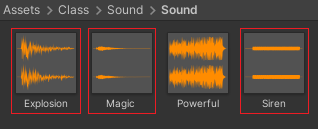 Assets > Class > Sound > Sound
Explosion Magic Powerful Siren